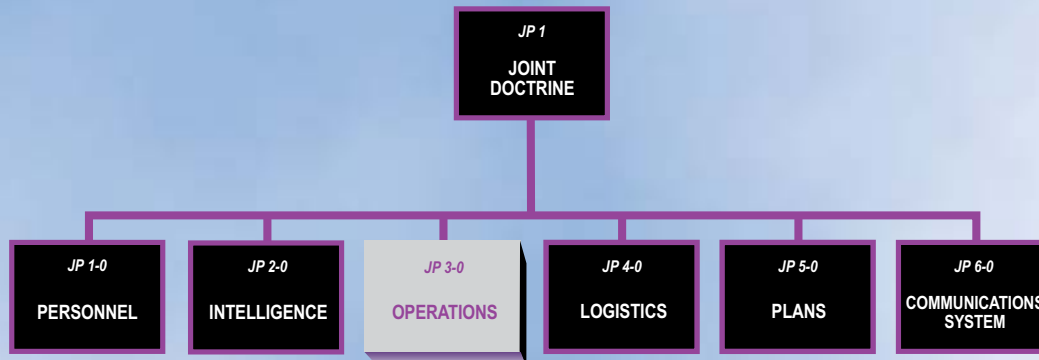 JP 1
JOINT
DOCTRINE
JP 1-0
PERSONNEL
JP 2-0
INTELLIGENCE
JP 3-0
OPERATIONS
JP 4-0
LOGISTICS
JP 5-0
PLANS
JP 6-0
COMMUNICATIONS
SYSTEM